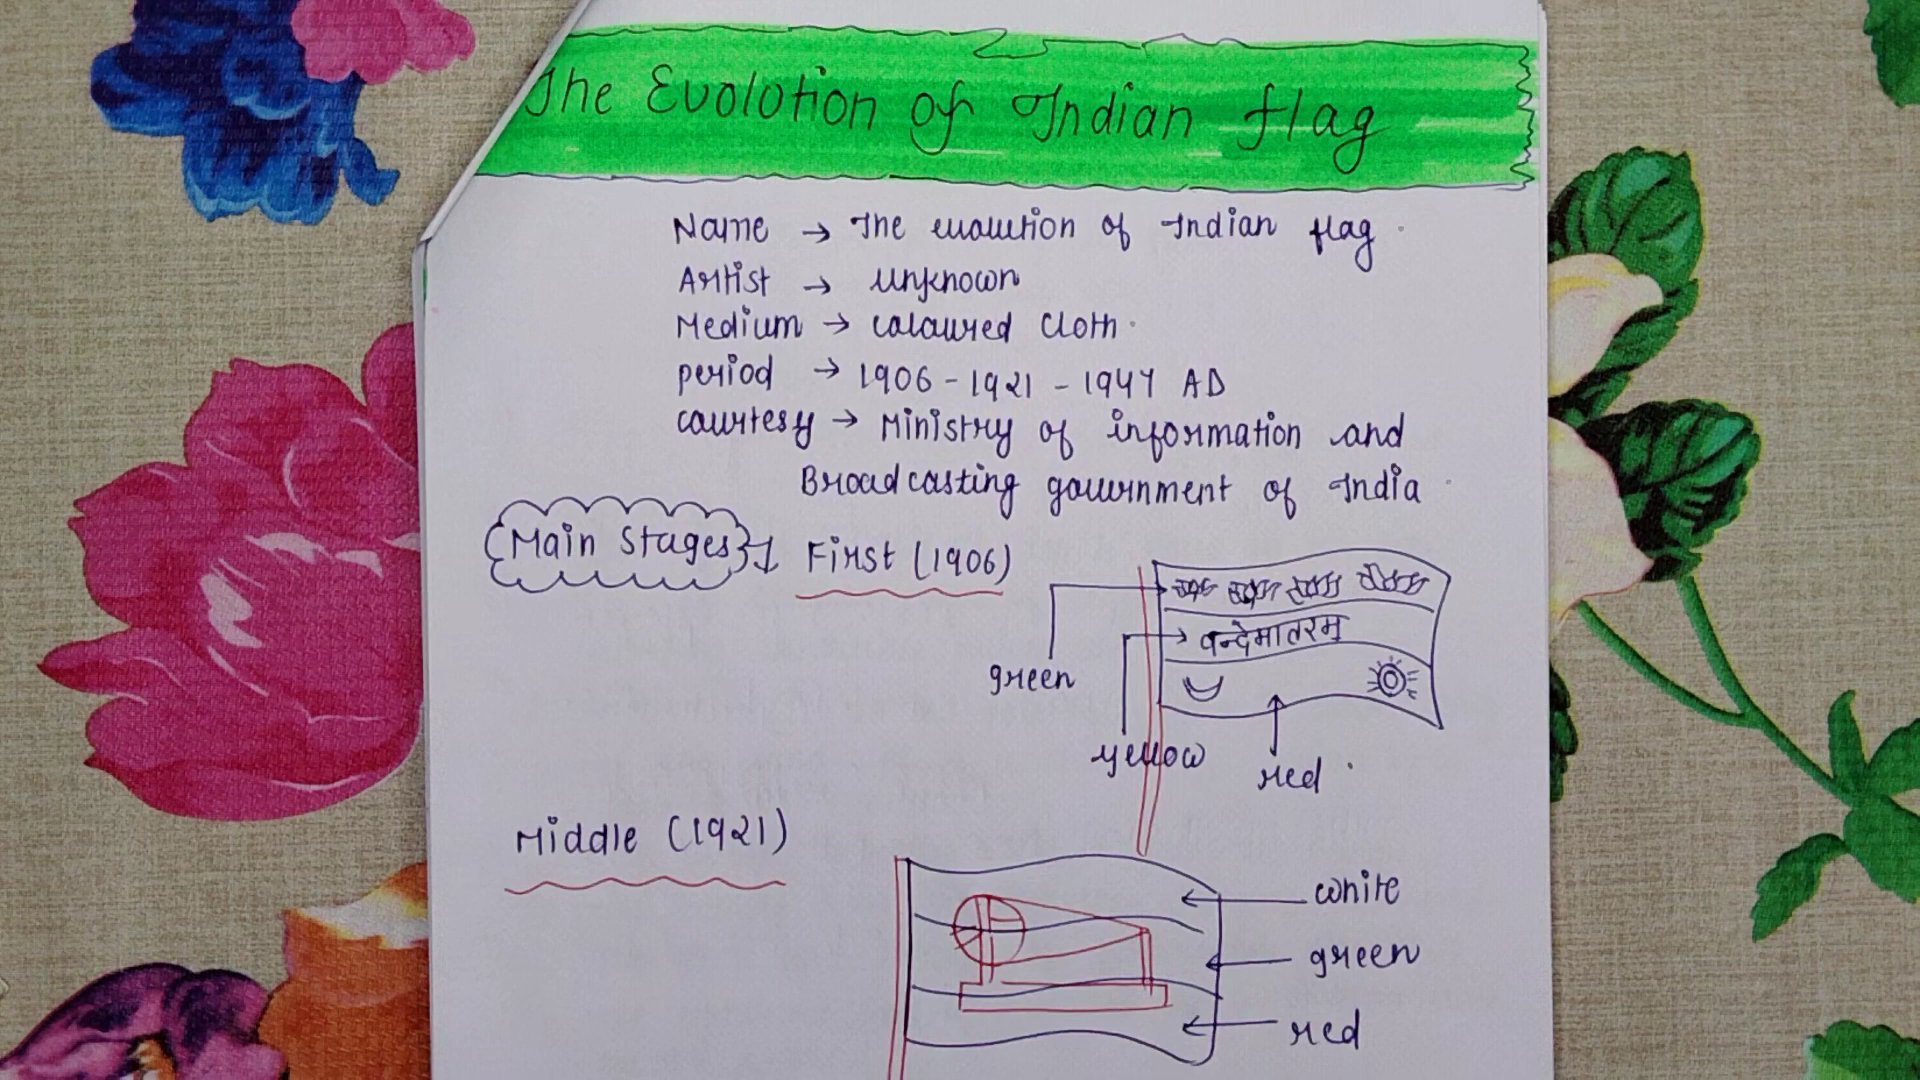 The Evolution of Indian flag
Name → The evolution of Indian flag.
Artist → unknown
Medium → coloured cloth.
period → 1906 - 1921 - 1947 AD
courtesy → Ministry of information and
Broadcasting government of India.
Main Stages
First (1906)
वन्देमातरम्
green
yellow
red.
Middle (1921)
white
green
red